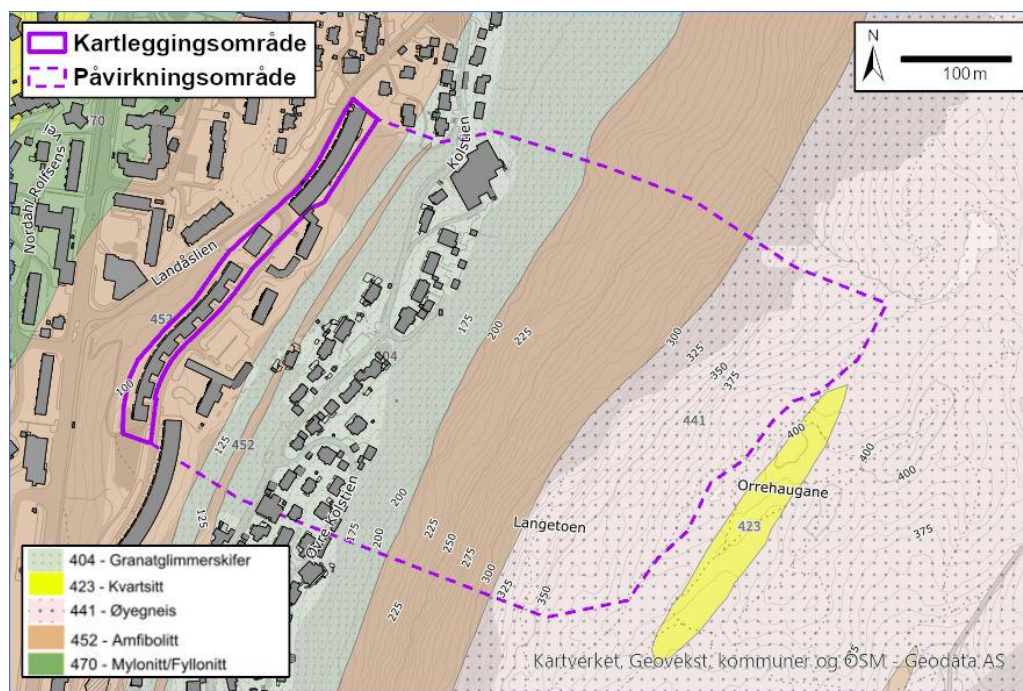 Kartleggingsområde
Påvirkningsområde
N
100 m
70
Nordahl Rolfsens vei
Kolstien
Landåslien
452
175
200
225
300
325
350
375
404
100
441
125
452
400
400
400
Orrehaugane
200
423
Øvre Kolstien
125
175
200
225
250
275
300
325
350
Langetoen
375
225
404 - Granatglimmerskifer
423 - Kvartsitt
441 - Øyegneis
452 - Amfibolitt
470 - Mylonitt/Fyllonitt
Kartverket, Geovekst, kommuner og OSM - Geodata AS